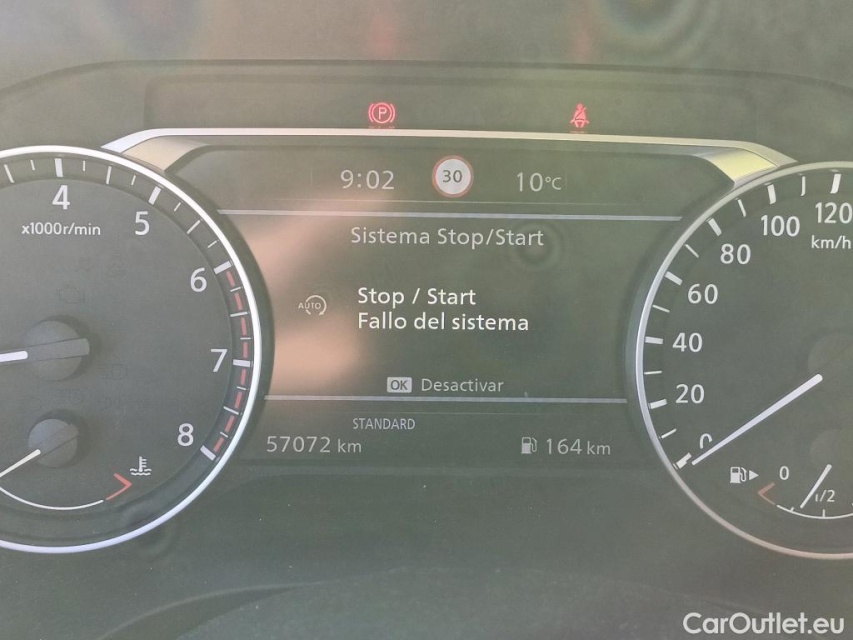 P
9:02
30
10°C
4
x1000r/min
5
6
7
8
Sistema Stop/Start
AUTO
Stop / Start
Fallo del sistema
OK Desactivar
STANDARD
57072 km
164 km
120
100
km/h
80
60
40
20
0
0
1/2
CarOutlet.eu